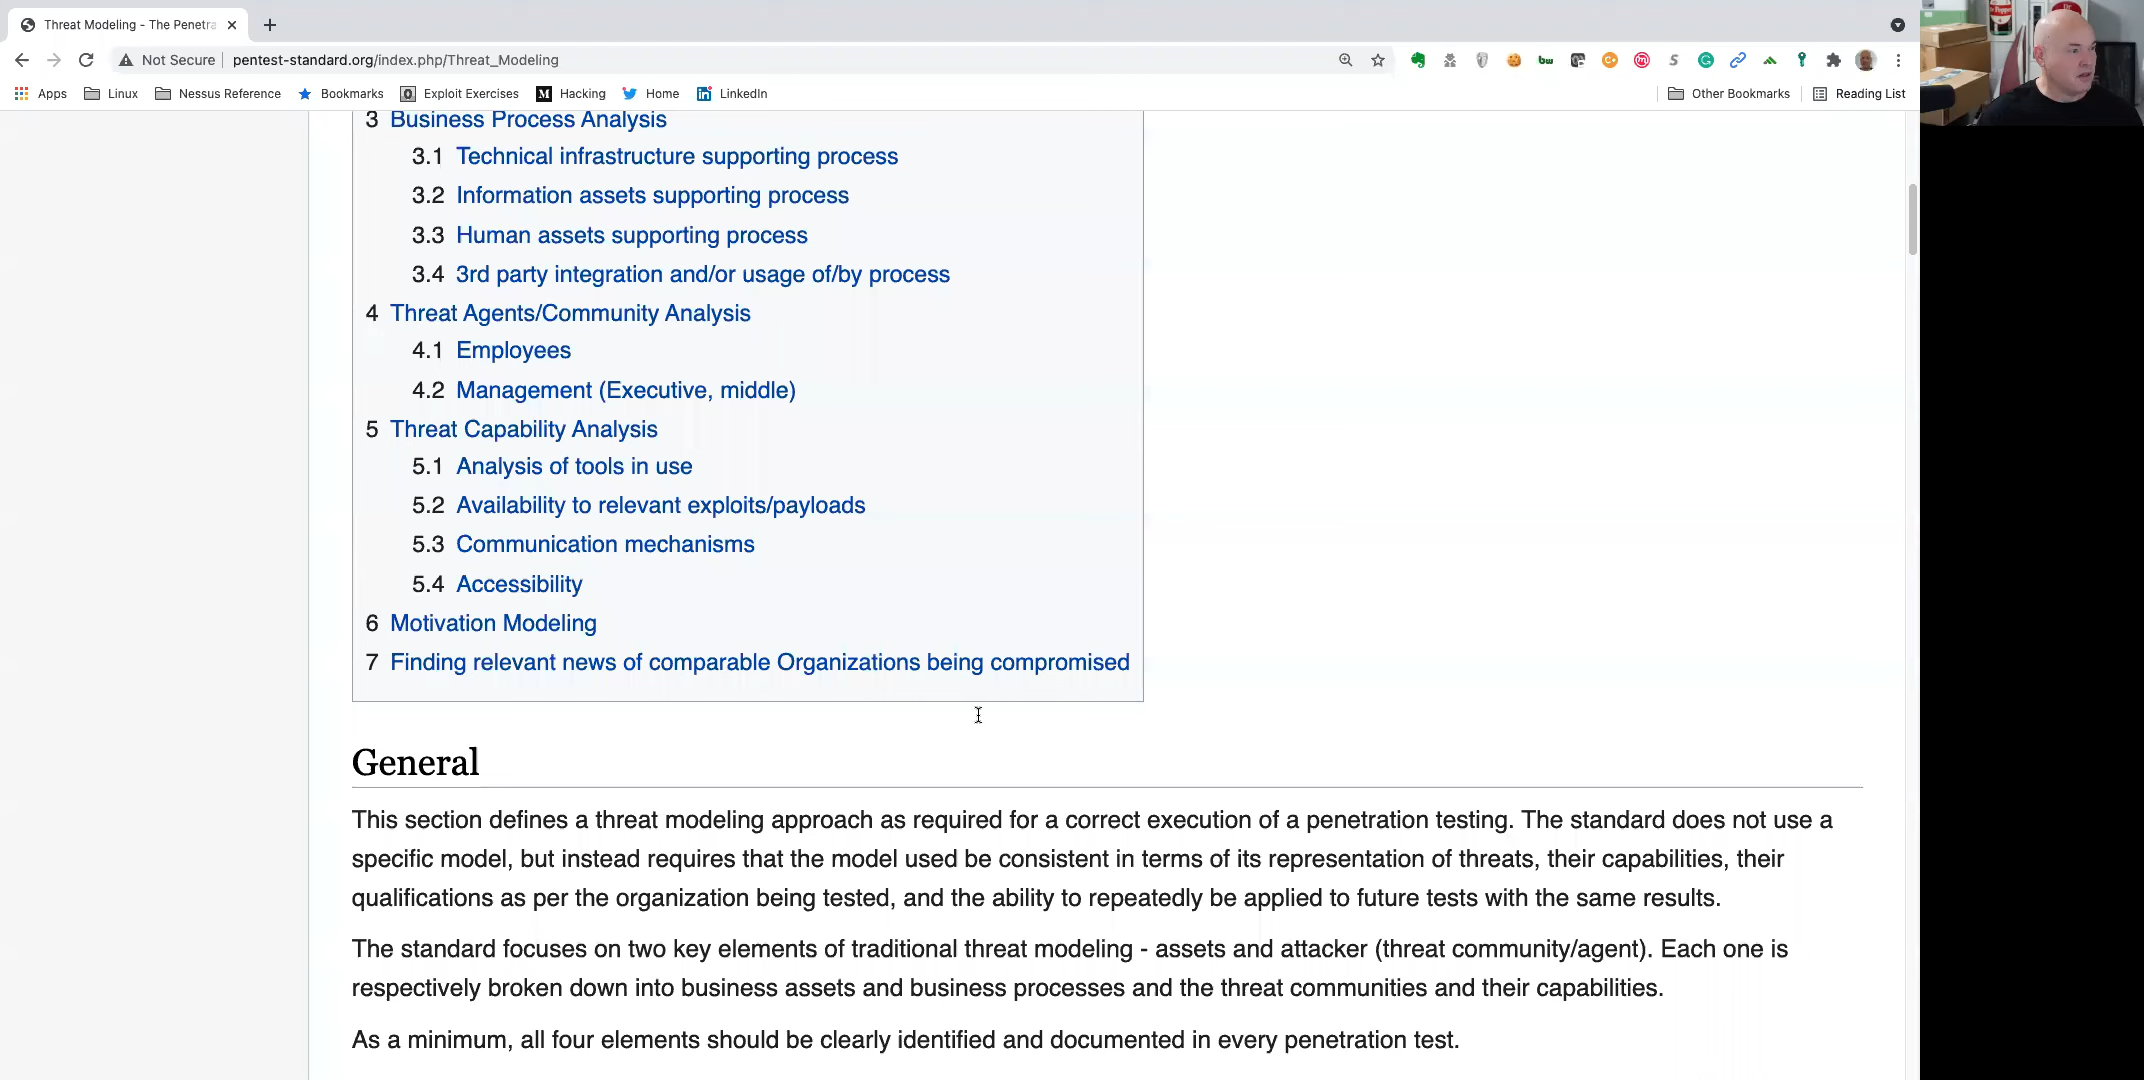 Threat Modeling - The Penetra
Not Secure
pentest-standard.org/index.php/Threat_Modeling
Apps
Linux
Nessus Reference
Bookmarks
Exploit Exercises
Hacking
Home
LinkedIn
Other Bookmarks
Reading List
3 Business Process Analysis
3.1 Technical infrastructure supporting process
3.2 Information assets supporting process
3.3 Human assets supporting process
3.4 3rd party integration and/or usage of/by process
4 Threat Agents/Community Analysis
4.1 Employees
4.2 Management (Executive, middle)
5 Threat Capability Analysis
5.1 Analysis of tools in use
5.2 Availability to relevant exploits/payloads
5.3 Communication mechanisms
5.4 Accessibility
6 Motivation Modeling
7 Finding relevant news of comparable Organizations being compromised
General
This section defines a threat modeling approach as required for a correct execution of a penetration testing. The standard does not use a
specific model, but instead requires that the model used be consistent in terms of its representation of threats, their capabilities, their
qualifications as per the organization being tested, and the ability to repeatedly be applied to future tests with the same results.
The standard focuses on two key elements of traditional threat modeling - assets and attacker (threat community/agent). Each one is
respectively broken down into business assets and business processes and the threat communities and their capabilities.
As a minimum, all four elements should be clearly identified and documented in every penetration test.